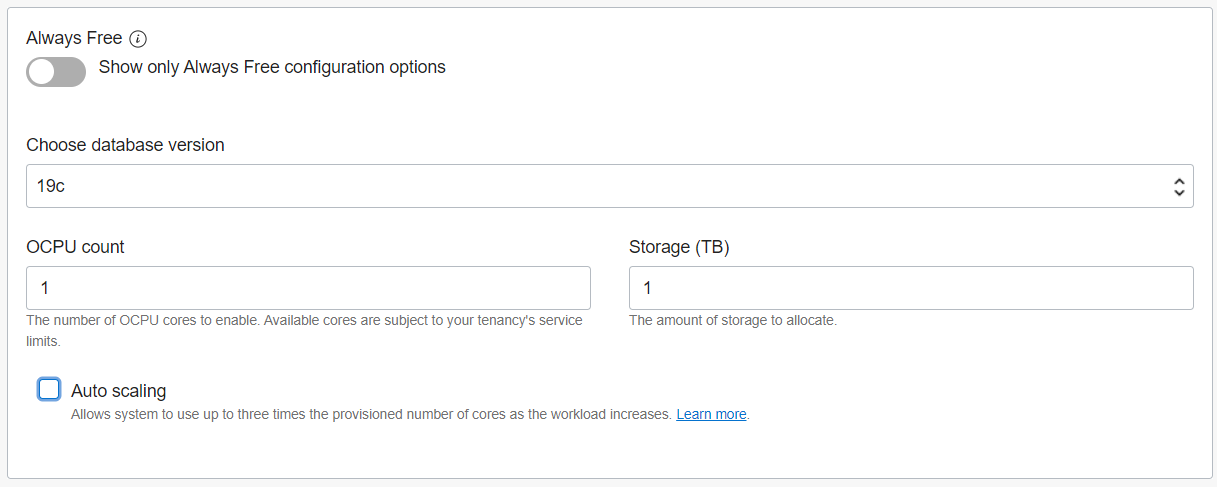 Always Free
Show only Always Free configuration options
Choose database version
19c
OCPU count
Storage (TB)
1
1
The number of OCPU cores to enable. Available cores are subject to your tenancy's service
limits.
The amount of storage to allocate.
Auto scaling
Allows system to use up to three times the provisioned number of cores as the workload increases. Learn more.